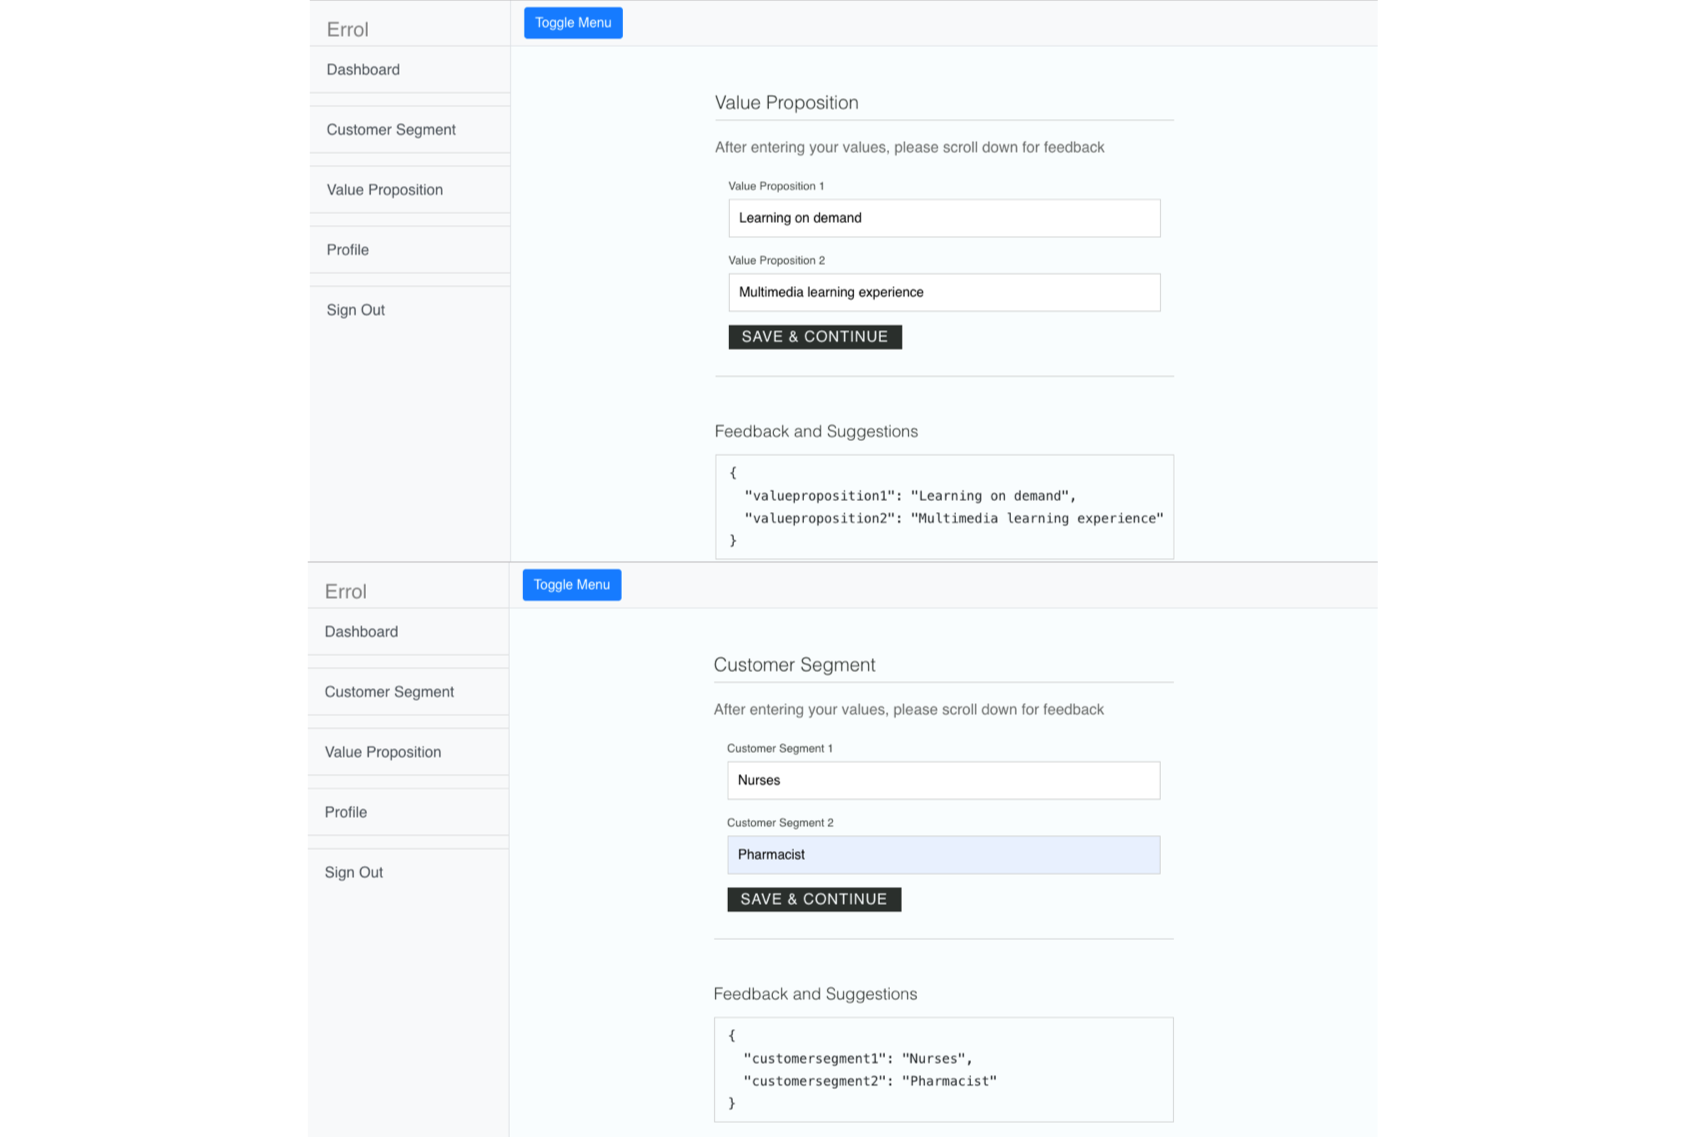 Errol
Toggle Menu
Dashboard
Customer Segment
Value Proposition
Profile
Sign Out
Value Proposition
After entering your values, please scroll down for feedback
Value Proposition 1
Learning on demand
Value Proposition 2
Multimedia learning experience
SAVE & CONTINUE
Feedback and Suggestions
{
"valueproposition1": "Learning on demand",
"valueproposition2": "Multimedia learning experience"
}
Errol
Toggle Menu
Dashboard
Customer Segment
Value Proposition
Profile
Sign Out
Customer Segment
After entering your values, please scroll down for feedback
Customer Segment 1
Nurses
Customer Segment 2
Pharmacist
SAVE & CONTINUE
Feedback and Suggestions
{
"customersegment1": "Nurses",
"customersegment2": "Pharmacist"
}